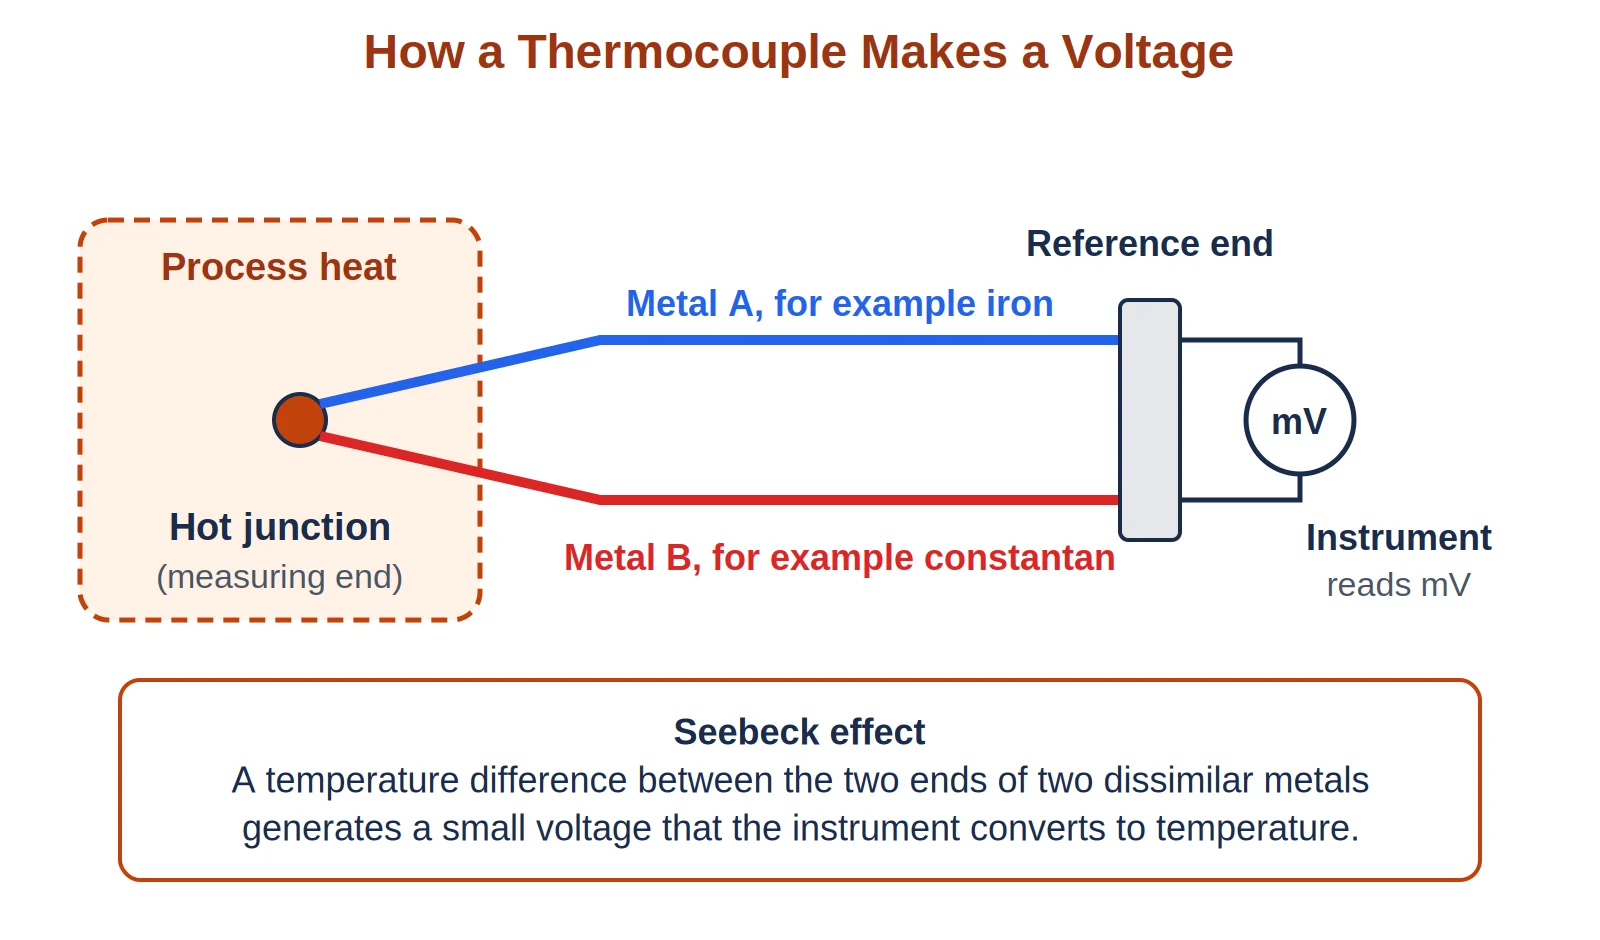 How a Thermocouple Makes a Voltage
Process heat
Reference end
Metal A, for example iron
mV
Hot junction
(measuring end)
Metal B, for example constantan
Instrument
reads mV
Seebeck effect
A temperature difference between the two ends of two dissimilar metals
generates a small voltage that the instrument converts to temperature.